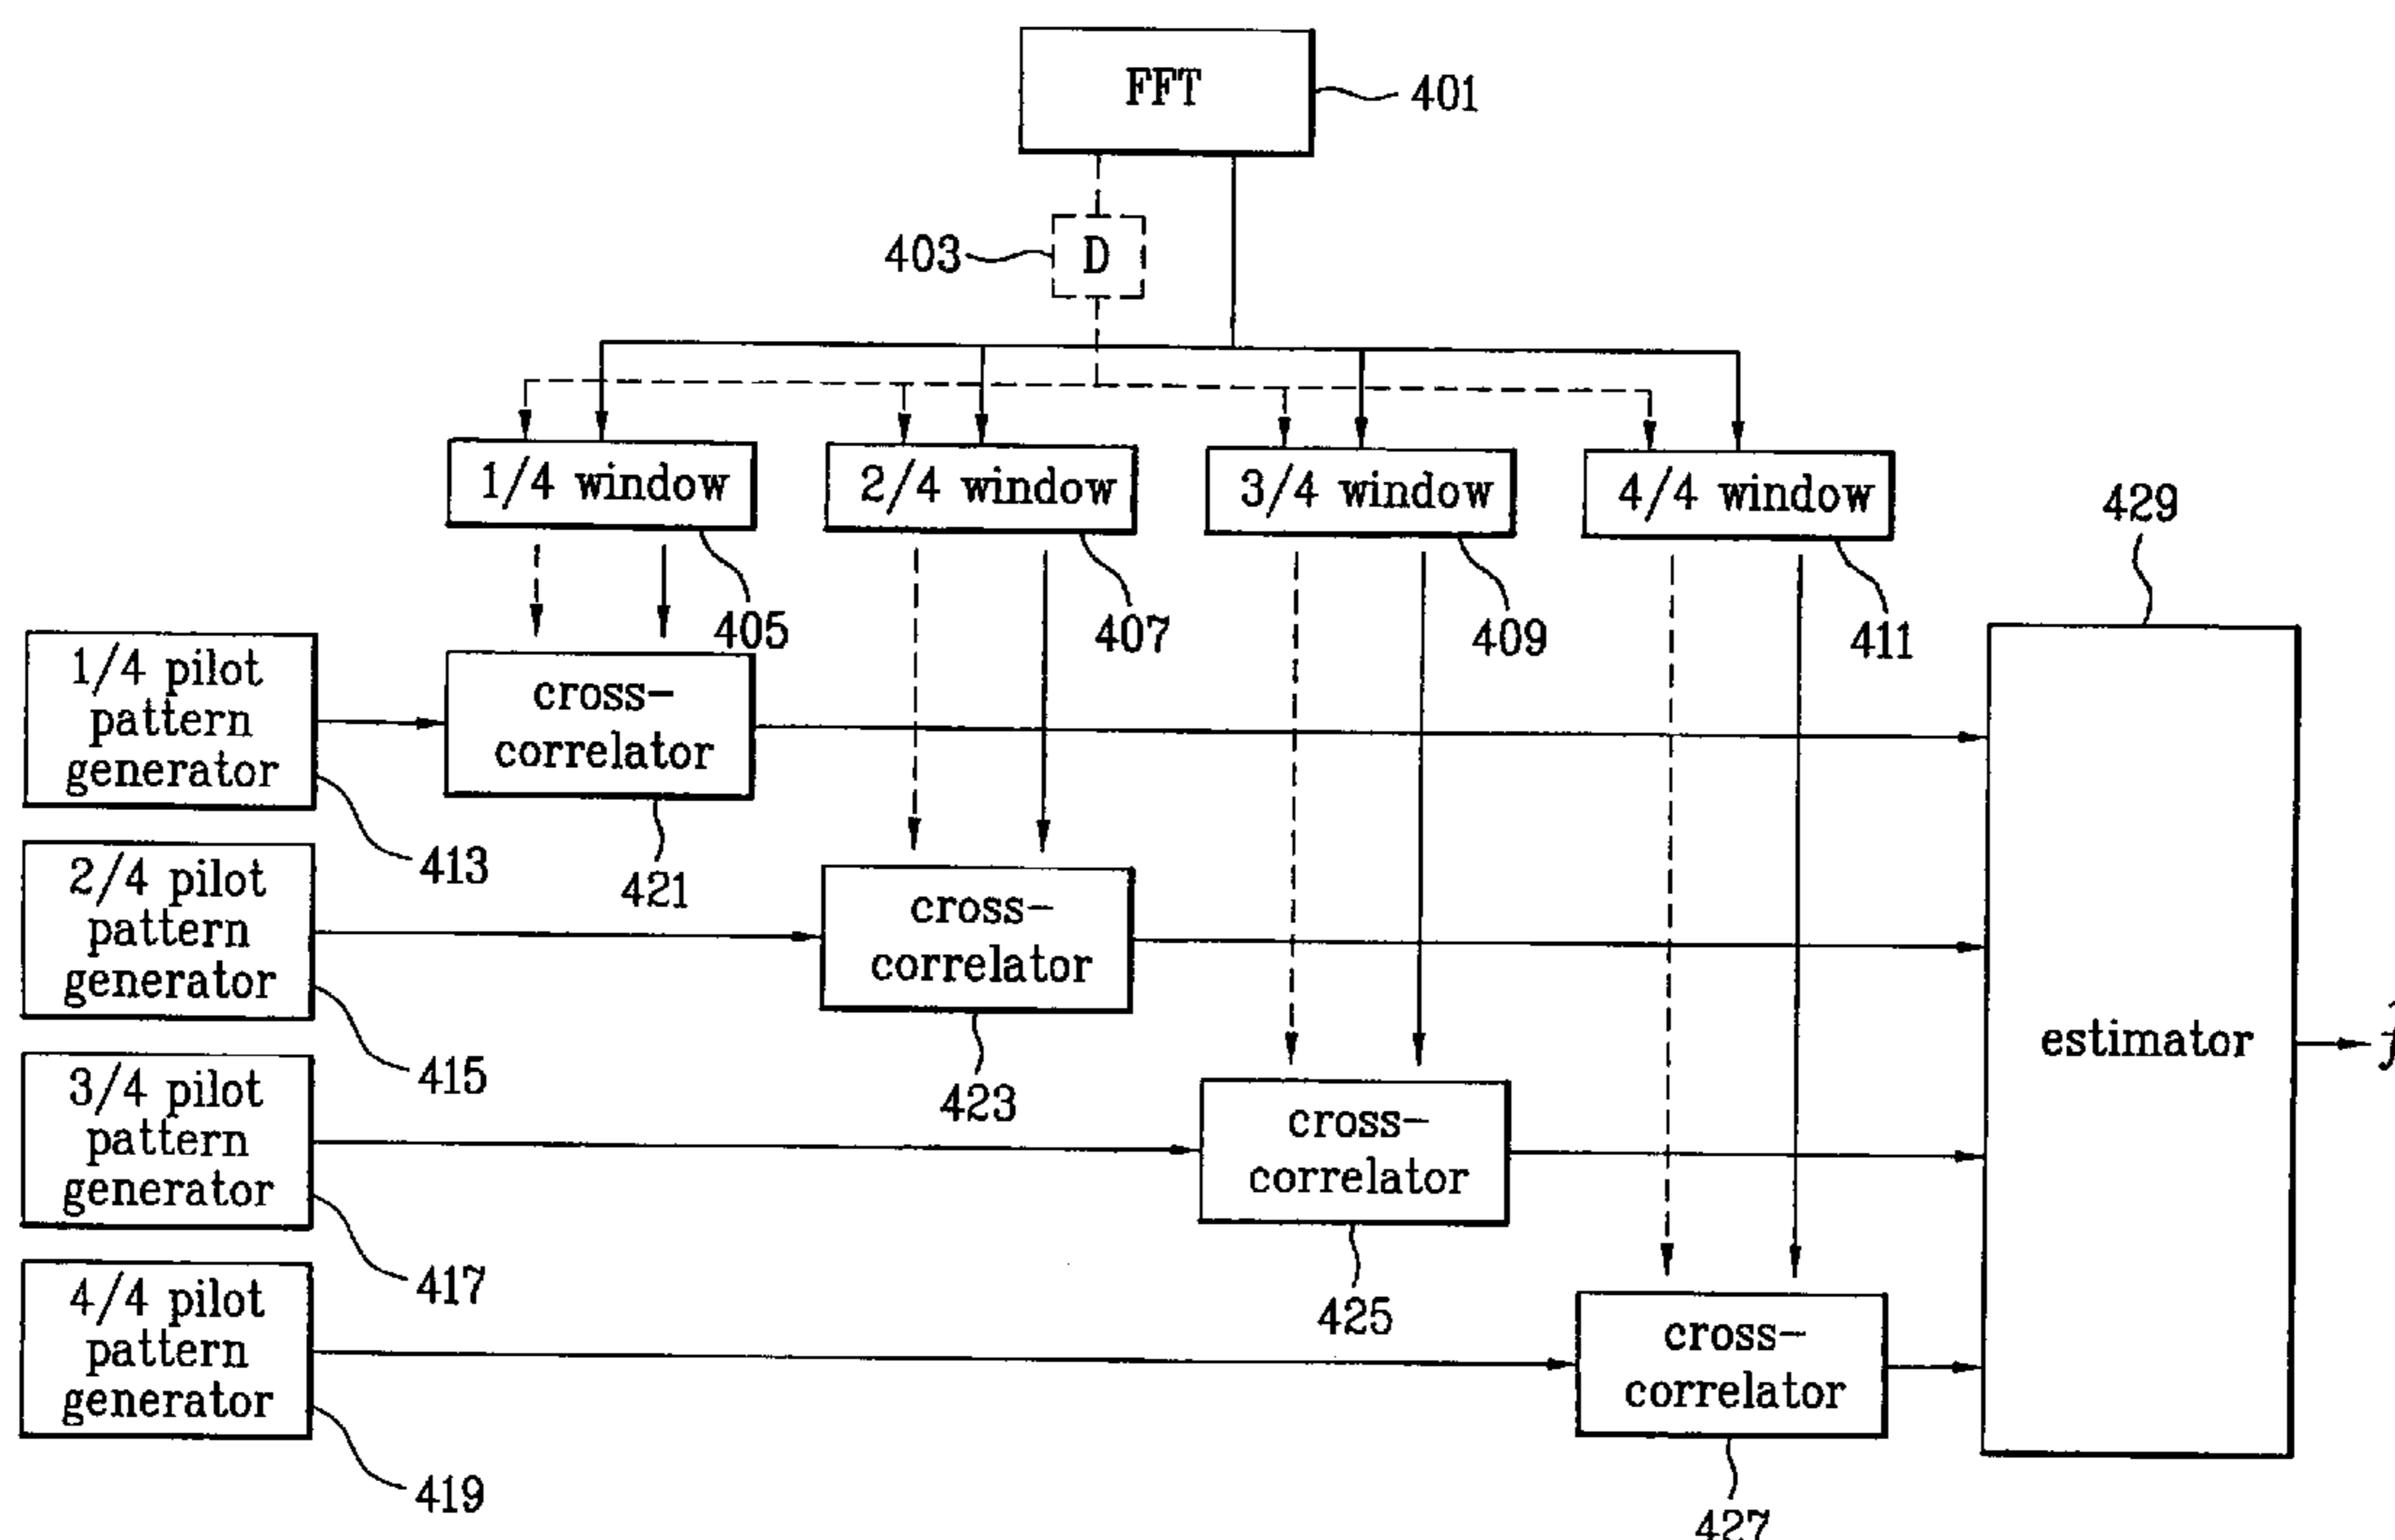 FFT
401
403
D
1/4 window
2/4 window
3/4 window
4/4 window
429
405
407
409
411
1/4 pilot
pattern
generator
cross-
correlator
413
421
2/4 pilot
pattern
generator
cross-
correlator
415
423
3/4 pilot
pattern
generator
cross-
correlator
estimator
417
425
4/4 pilot
pattern
generator
cross-
correlator
419
427